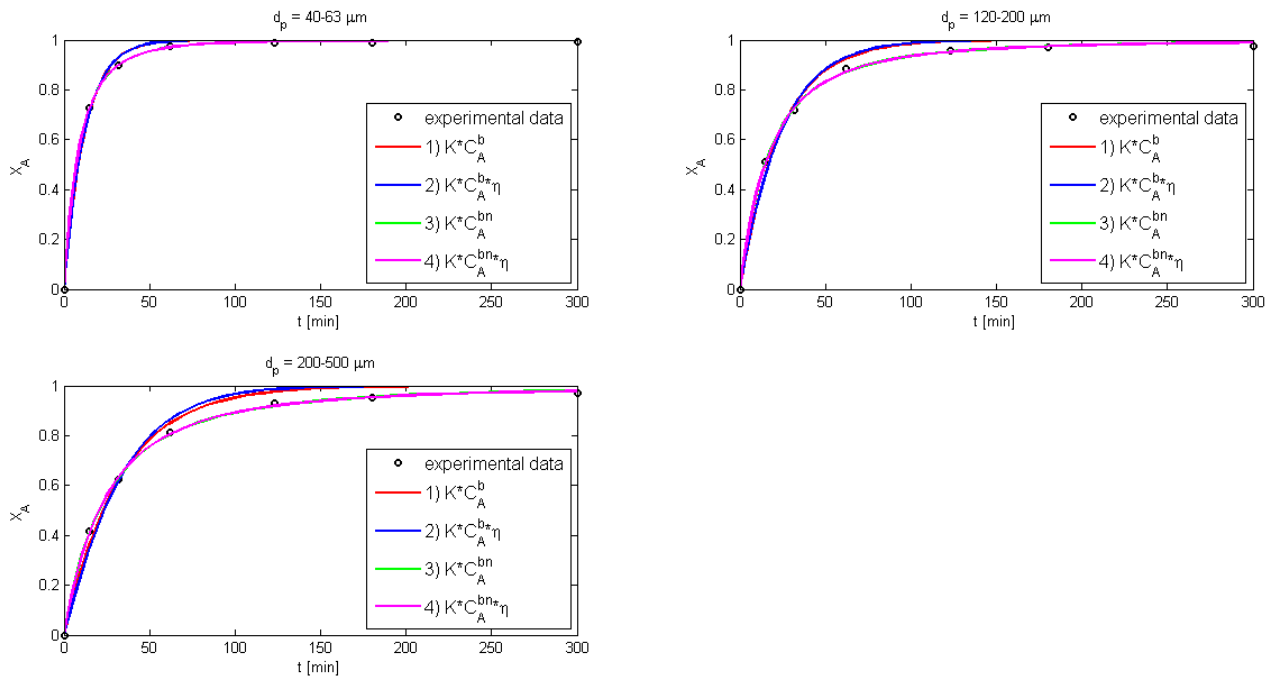 d_p = 40-63 μm
1
0.8
0.6
0.4
0.2
0
X_A
0 50 100 150 200 250 300
t [min]
experimental data
1) K*C_A^b
2) K*C_A^b*η
3) K*C_A^bn
4) K*C_A^bn*η
d_p = 120-200 μm
1
0.8
0.6
0.4
0.2
0
X_A
0 50 100 150 200 250 300
t [min]
experimental data
1) K*C_A^b
2) K*C_A^b*η
3) K*C_A^bn
4) K*C_A^bn*η
d_p = 200-500 μm
1
0.8
0.6
0.4
0.2
0
X_A
0 50 100 150 200 250 300
t [min]
experimental data
1) K*C_A^b
2) K*C_A^b*η
3) K*C_A^bn
4) K*C_A^bn*η